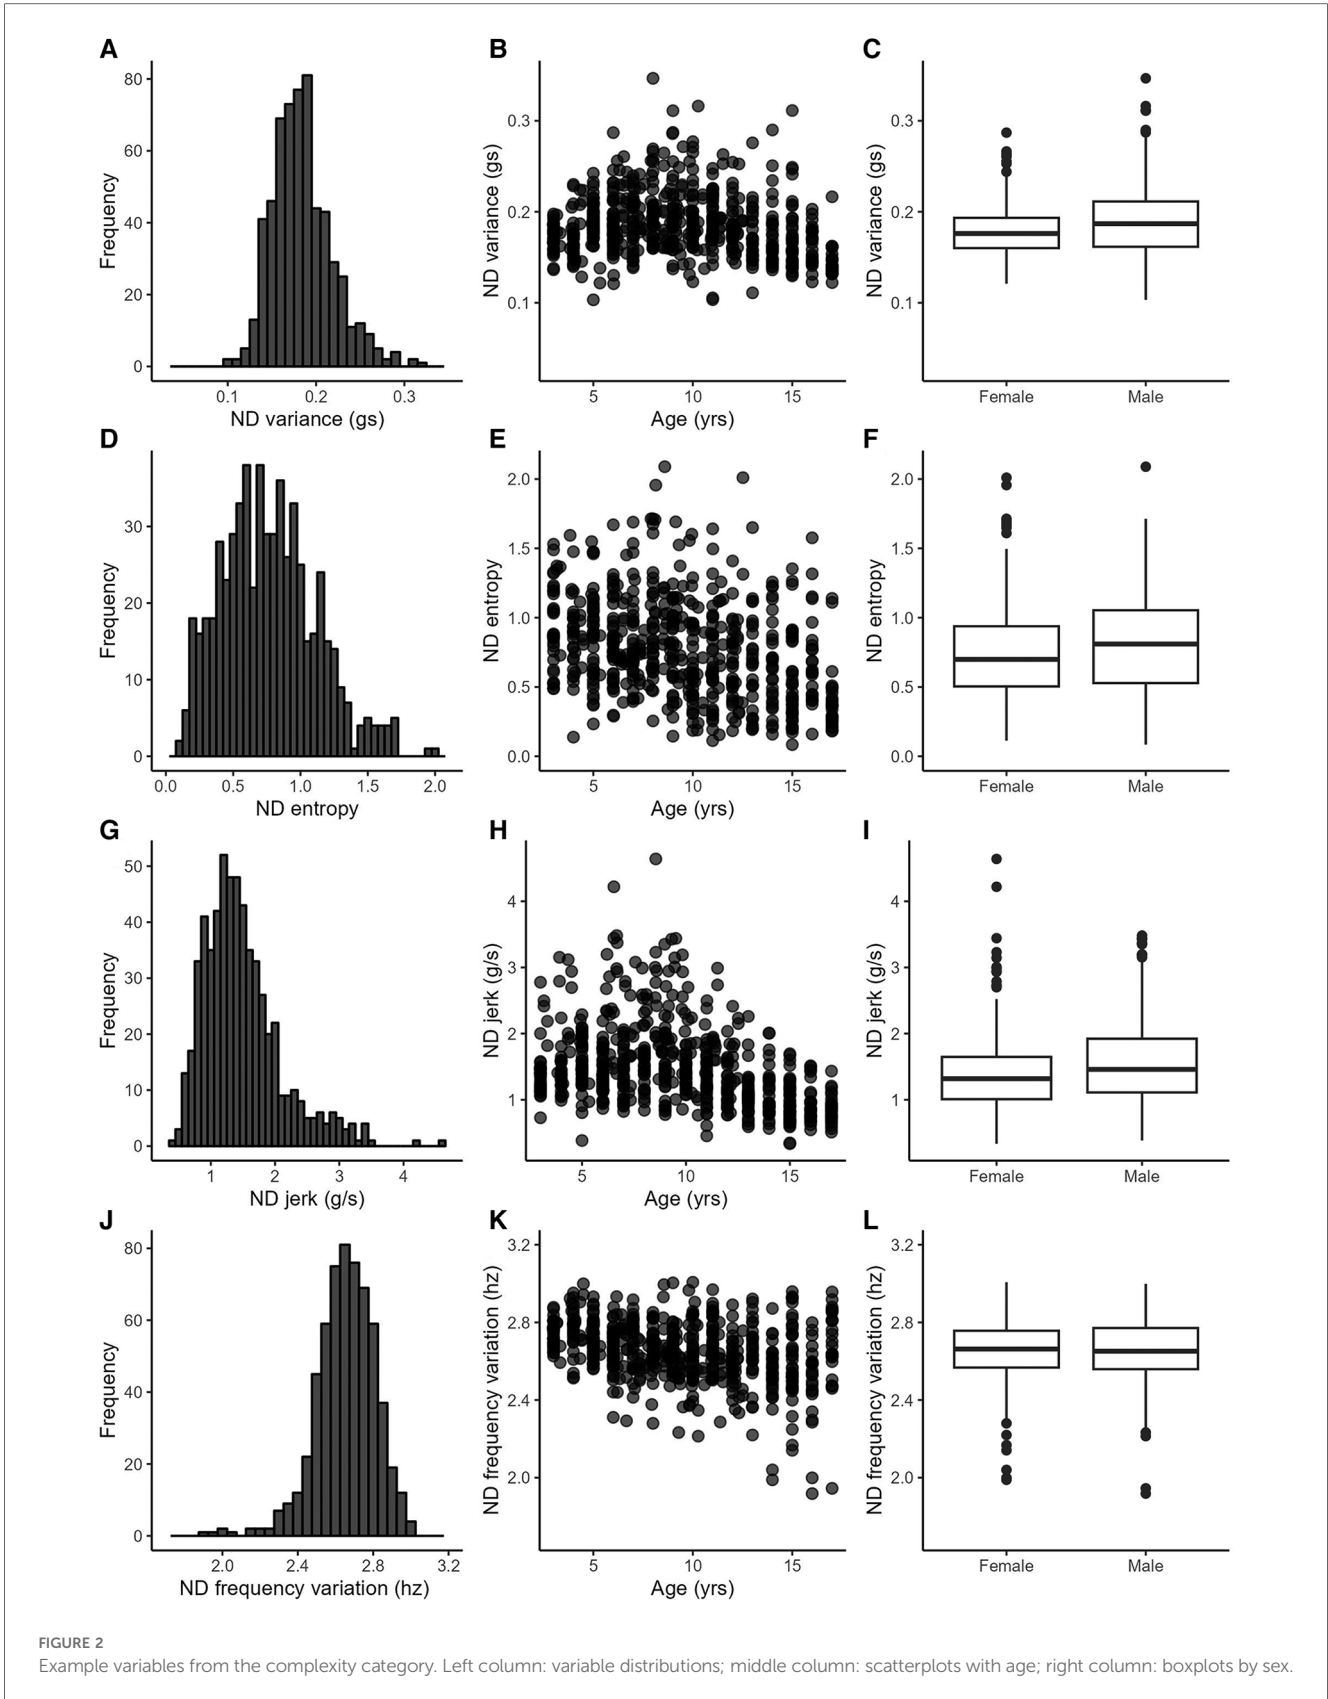 A
Frequency
80
60
40
20
0
0.1 0.2 0.3
ND variance (gs)
B
ND variance (gs)
0.3
0.2
0.1
5 10 15
Age (yrs)
C
ND variance (gs)
0.3
0.2
0.1
Female Male
D
Frequency
30
20
10
0
0.0 0.5 1.0 1.5 2.0
ND entropy
E
ND entropy
2.0
1.5
1.0
0.5
0.0
5 10 15
Age (yrs)
F
ND entropy
2.0
1.5
1.0
0.5
0.0
Female Male
G
Frequency
50
40
30
20
10
0
1 2 3 4
ND jerk (g/s)
H
ND jerk (g/s)
4
3
2
1
5 10 15
Age (yrs)
I
ND jerk (g/s)
4
3
2
1
Female Male
J
Frequency
80
60
40
20
0
2.0 2.4 2.8 3.2
ND frequency variation (hz)
K
ND frequency variation (hz)
3.2
2.8
2.4
2.0
5 10 15
Age (yrs)
L
ND frequency variation (hz)
3.2
2.8
2.4
2.0
Female Male
FIGURE 2
Example variables from the complexity category. Left column: variable distributions; middle column: scatterplots with age; right column: boxplots by sex.